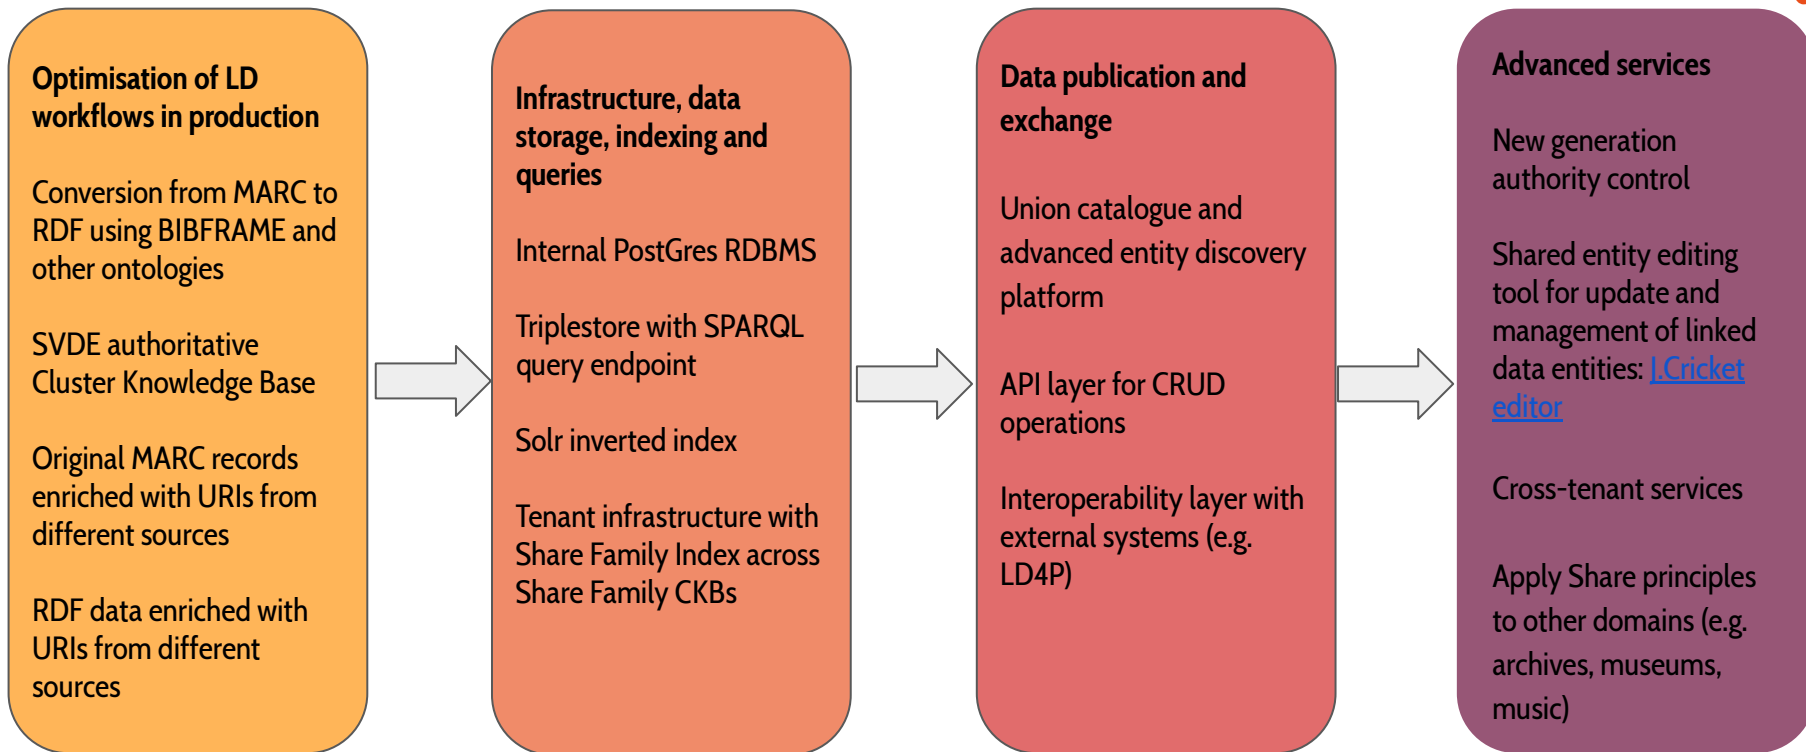 Optimisation of LD
workflows in production
Conversion from MARC to
RDF using BIBFRAME and
other ontologies
SVDE authoritative
Cluster Knowledge Base
Original MARC records
enriched with URIs from
different sources
RDF data enriched with
URIs from different
sources
Infrastructure, data
storage, indexing and
queries
Internal PostGres RDBMS
Triplestore with SPARQL
query endpoint
Solr inverted index
Tenant infrastructure with
Share Family Index across
Share Family CKBs
Data publication and
exchange
Union catalogue and
advanced entity discovery
platform
API layer for CRUD
operations
Interoperability layer with
external systems (e.g.
LD4P)
Advanced services
New generation
authority control
Shared entity editing
tool for update and
management of linked
data entities: J.Cricket
editor
Cross-tenant services
Apply Share principles
to other domains (e.g.
archives, museums,
music)